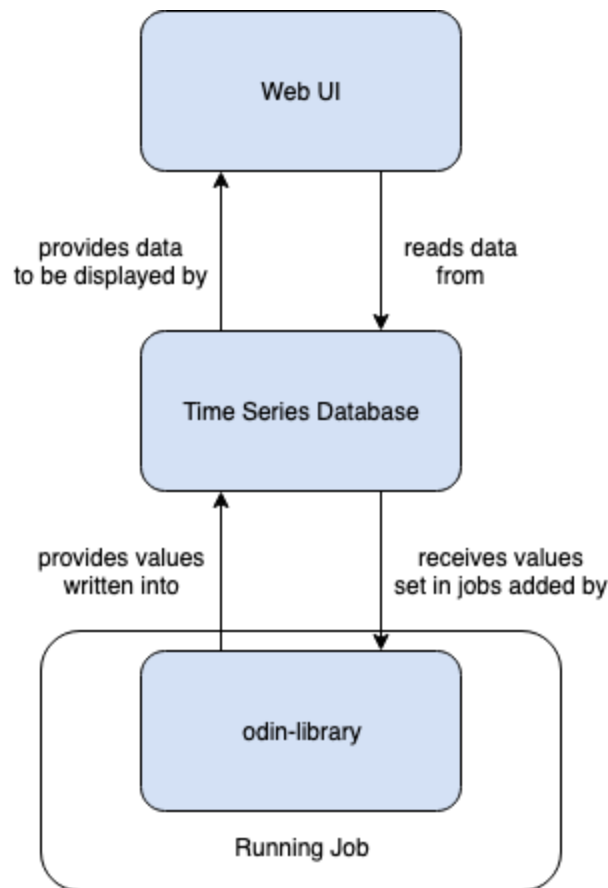 Web UI
provides data
to be displayed by
reads data
from
Time Series Database
provides values
written into
receives values
set in jobs added by
odin-library
Running Job